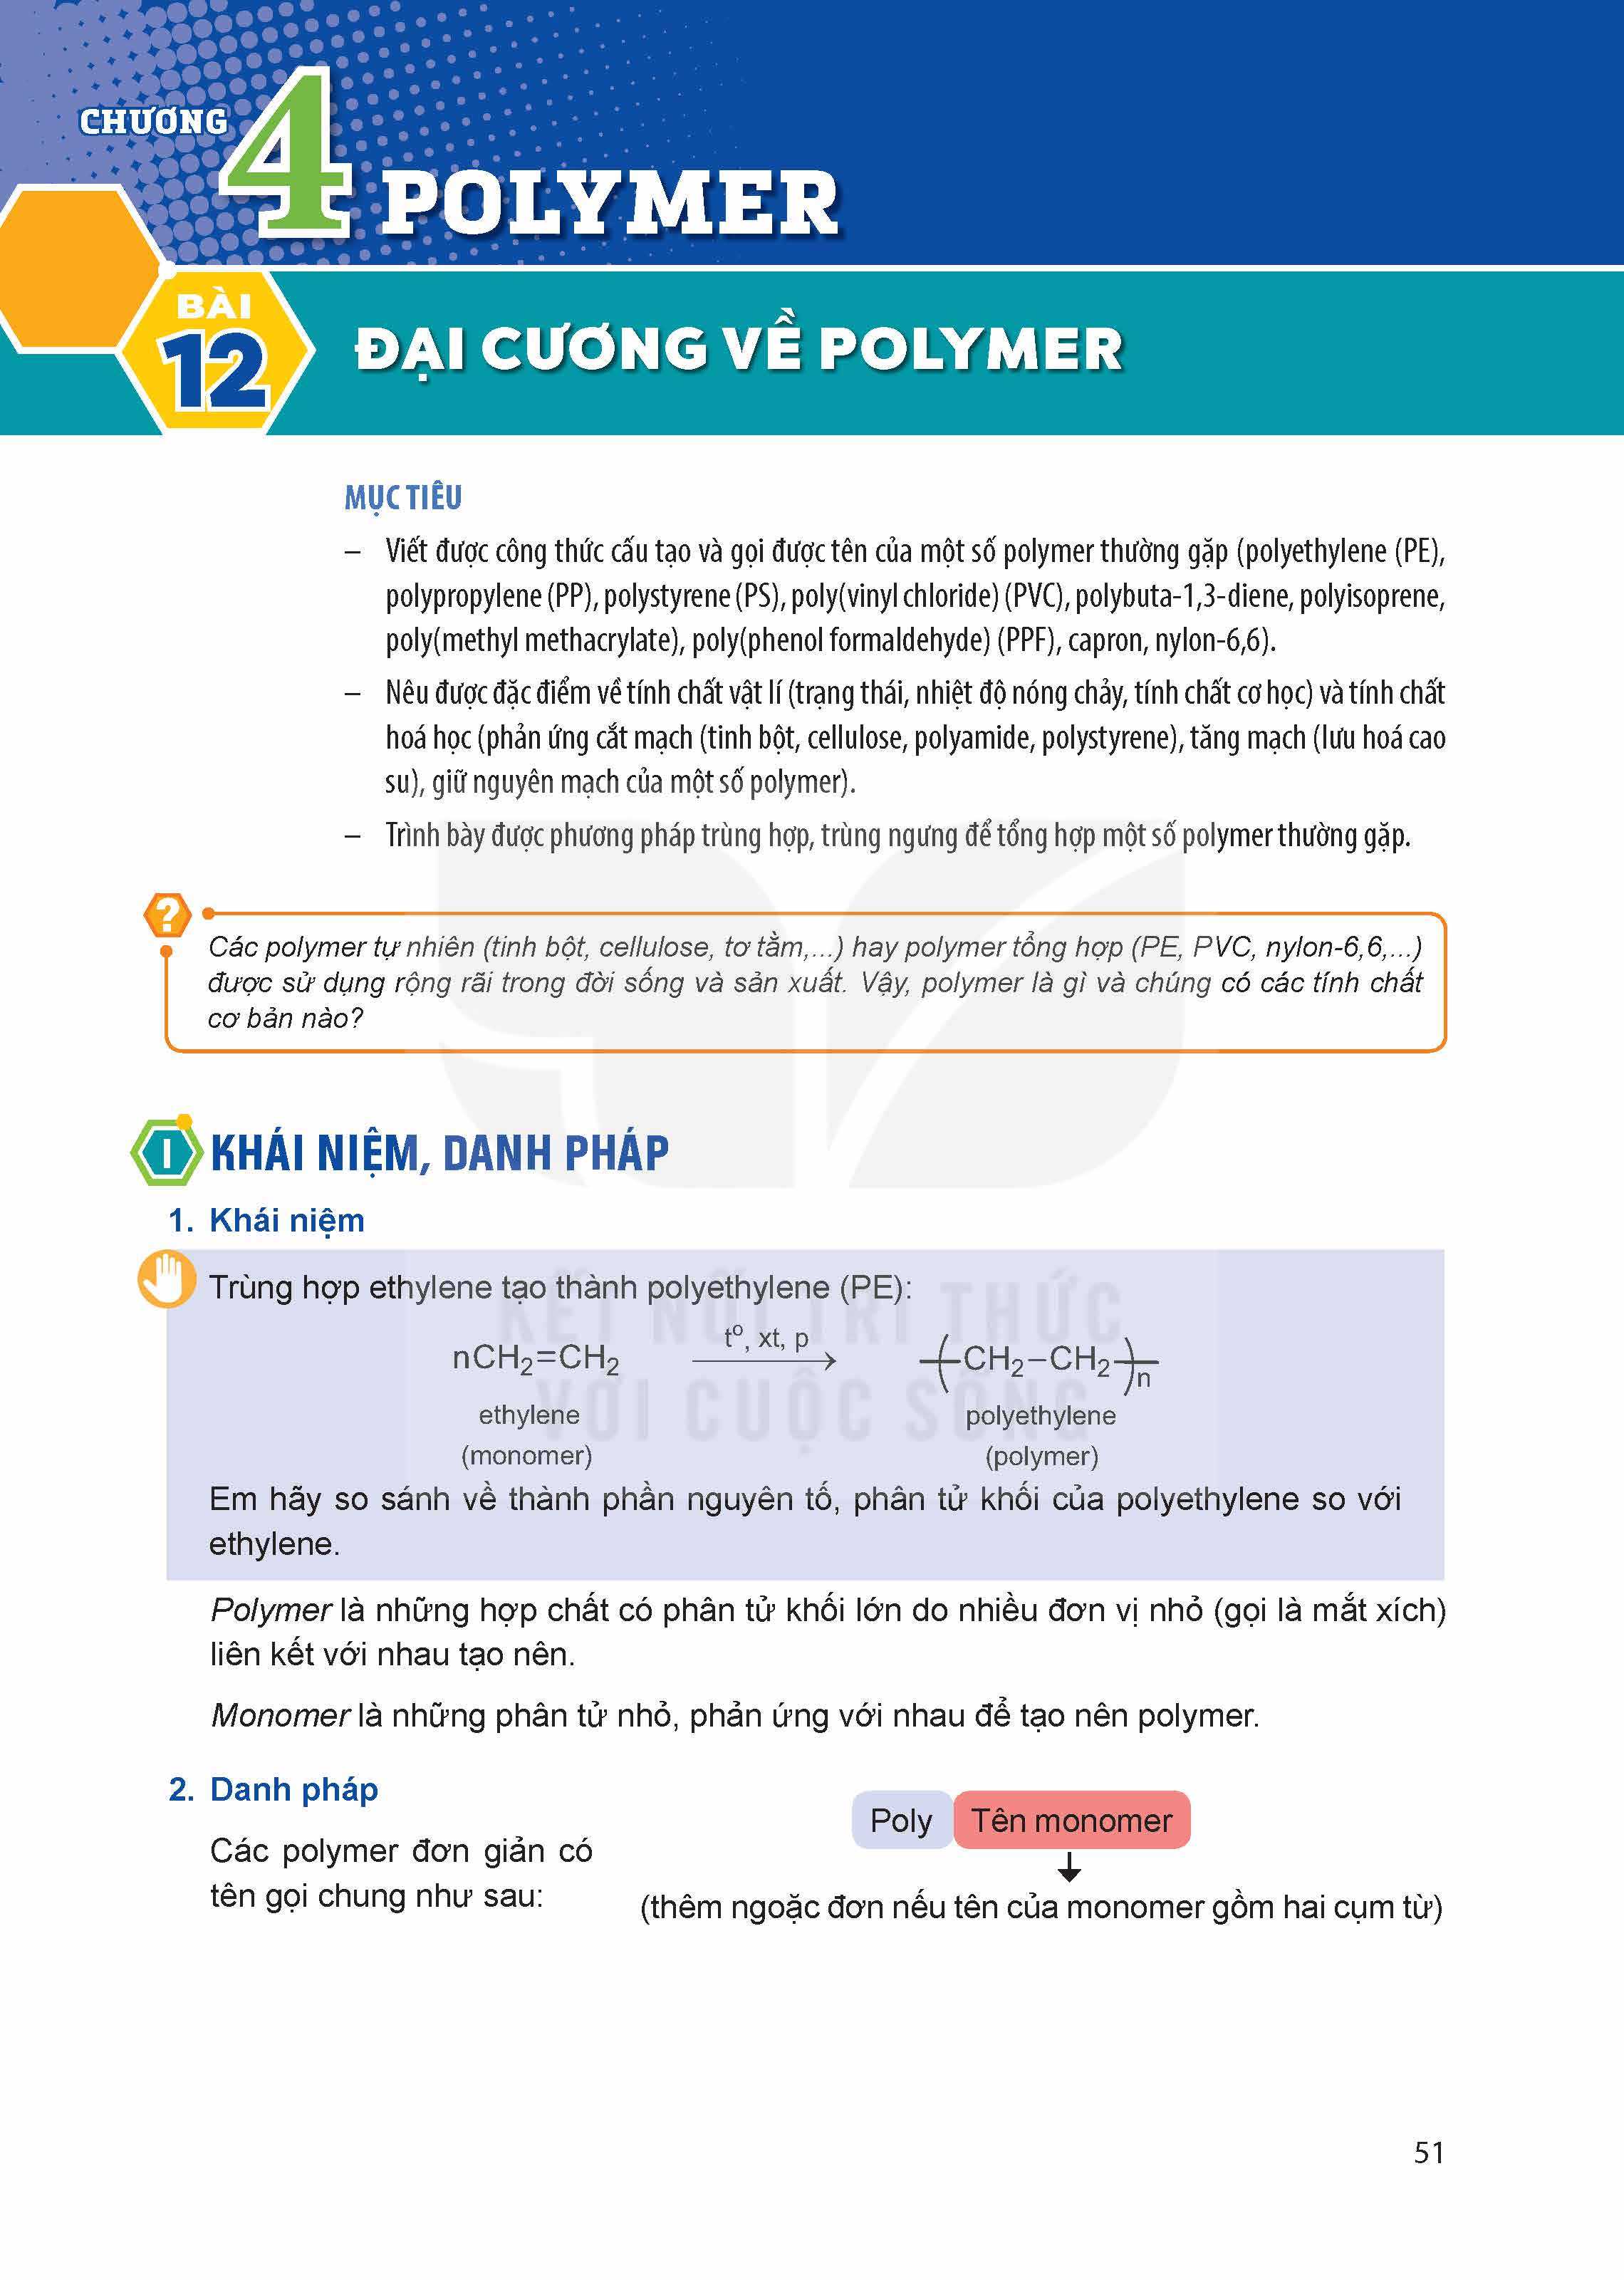 CHƯƠNG
4
POLYMER
BÀI
12
ĐẠI CƯƠNG VỀ POLYMER
MỤC TIÊU
– Viết được công thức cấu tạo và gọi được tên của một số polymer thường gặp (polyethylene (PE),
polypropylene (PP), polystyrene (PS), poly(vinyl chloride) (PVC), polybuta-1,3-diene, polyisoprene,
poly(methyl methacrylate), poly(phenol formaldehyde) (PPF), capron, nylon-6,6).
– Nêu được đặc điểm về tính chất vật lí (trạng thái, nhiệt độ nóng chảy, tính chất cơ học) và tính chất
hoá học (phản ứng cắt mạch (tinh bột, cellulose, polyamide, polystyrene), tăng mạch (lưu hoá cao
su), giữ nguyên mạch của một số polymer).
– Trình bày được phương pháp trùng hợp, trùng ngưng để tổng hợp một số polymer thường gặp.
?
Các polymer tự nhiên (tinh bột, cellulose, tơ tằm,...) hay polymer tổng hợp (PE, PVC, nylon-6,6,...)
được sử dụng rộng rãi trong đời sống và sản xuất. Vậy, polymer là gì và chúng có các tính chất
cơ bản nào?
I KHÁI NIỆM, DANH PHÁP
1. Khái niệm
Trùng hợp ethylene tạo thành polyethylene (PE):
KẾT NỐI TRI THỨC
tº, xt, p
nCH₂=CH₂ ⟶ (CH₂–CH₂)n
VỚI CUỘC SỐNG
ethylene polyethylene
(monomer) (polymer)
Em hãy so sánh về thành phần nguyên tố, phân tử khối của polyethylene so với
ethylene.
Polymer là những hợp chất có phân tử khối lớn do nhiều đơn vị nhỏ (gọi là mắt xích)
liên kết với nhau tạo nên.
Monomer là những phân tử nhỏ, phản ứng với nhau để tạo nên polymer.
2. Danh pháp
Các polymer đơn giản có
tên gọi chung như sau:
Poly Tên monomer
(thêm ngoặc đơn nếu tên của monomer gồm hai cụm từ)
51